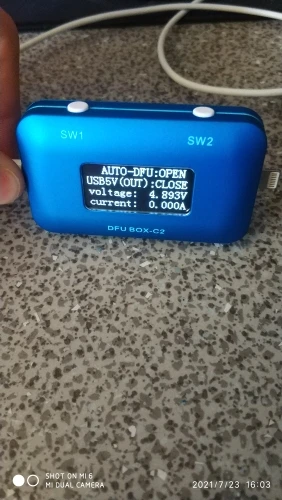 SW1
SW2
AUTO-DFU:OPEN
USB5V(OUT):CLOSE
voltage: 4.893V
current: 0.000A
DFU BOX-C2
SHOT ON MI 6
MI DUAL CAMERA
2021/7/23 16:03